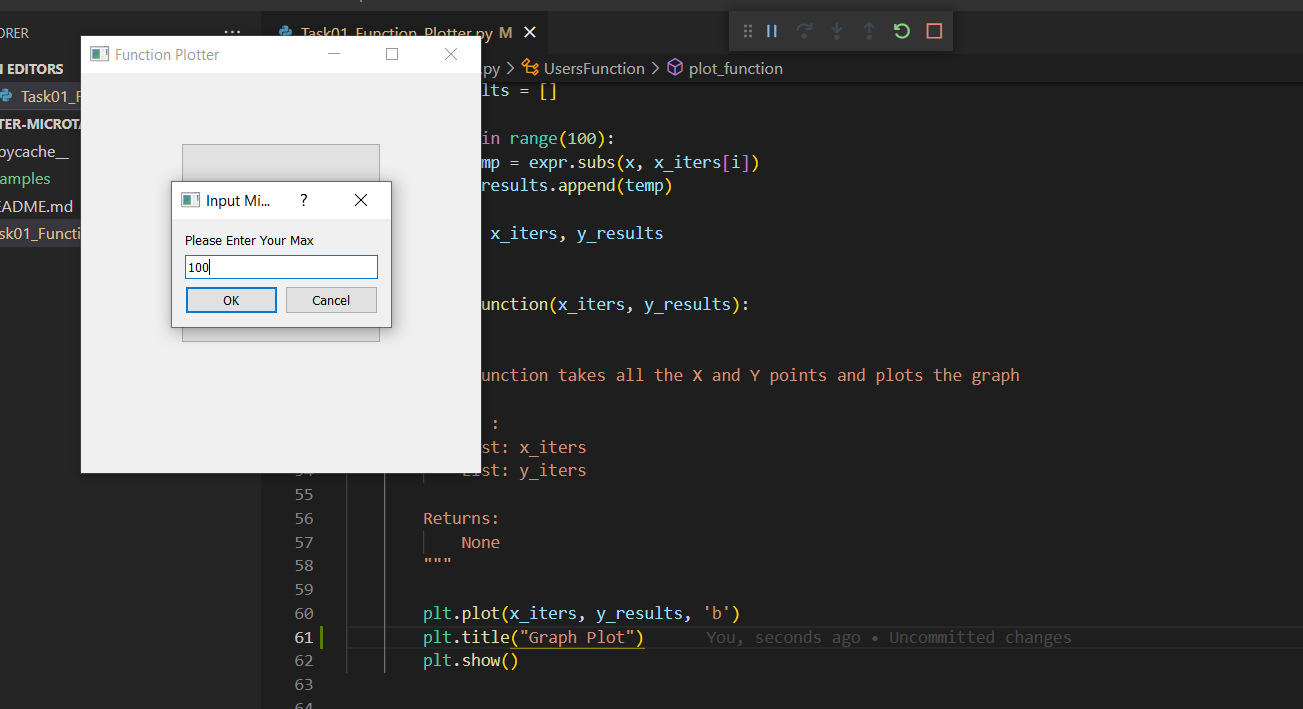 ORER
...
Task01_Function_Plotter.py M
Function Plotter
EDITORS
Task01_F
.py > UsersFunction > plot_function
TER-MICROTA
pycache__
amples
EADME.md
sk01_Functi
lts = []
in range(100):
mp = expr.subs(x, x_iters[i])
results.append(temp)
x_iters, y_results
Input Mi... ?
Please Enter Your Max
100
OK Cancel
unction(x_iters, y_results):
unction takes all the X and Y points and plots the graph
:
st: x_iters
List: y_iters
55
56 Returns:
57 None
58 """
59
60 plt.plot(x_iters, y_results, 'b')
61 plt.title("Graph Plot") You, seconds ago • Uncommitted changes
62 plt.show()
63
64